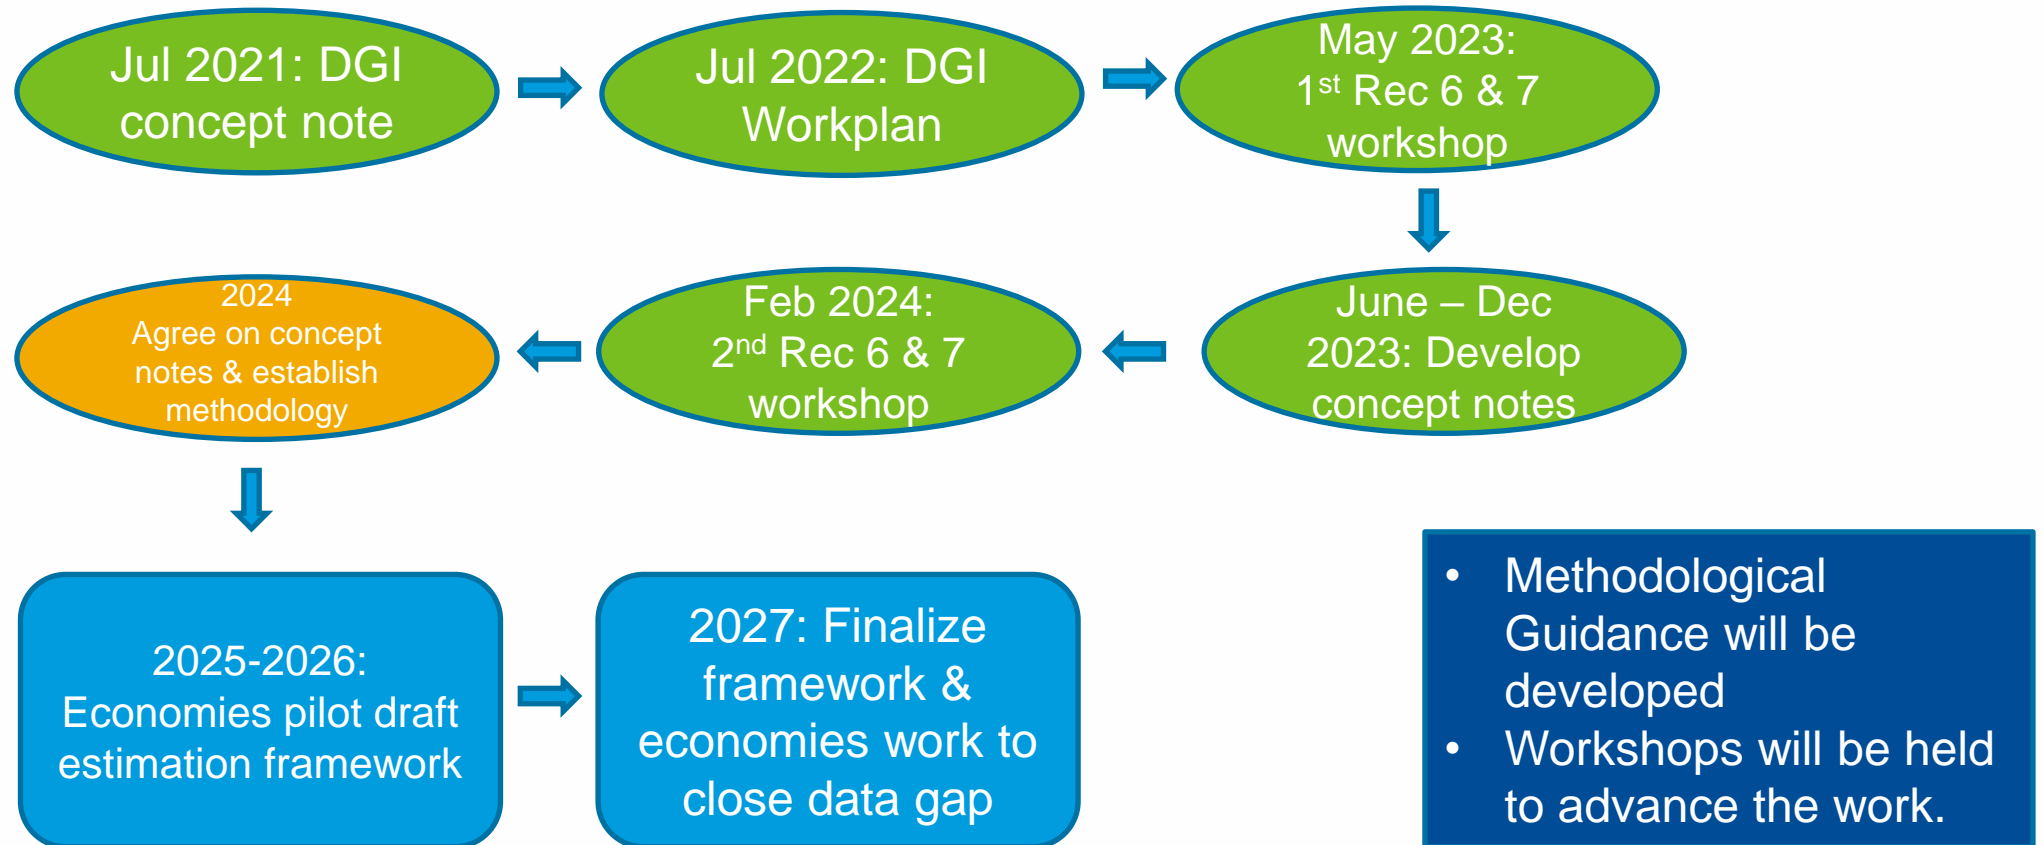 Jul 2021: DGI
concept note
Jul 2022: DGI
Workplan
May 2023:
1st Rec 6 & 7
workshop
June – Dec
2023: Develop
concept notes
Feb 2024:
2nd Rec 6 & 7
workshop
2024
Agree on concept
notes & establish
methodology
2025-2026:
Economies pilot draft
estimation framework
2027: Finalize
framework &
economies work to
close data gap
• Methodological
Guidance will be
developed
• Workshops will be held
to advance the work.